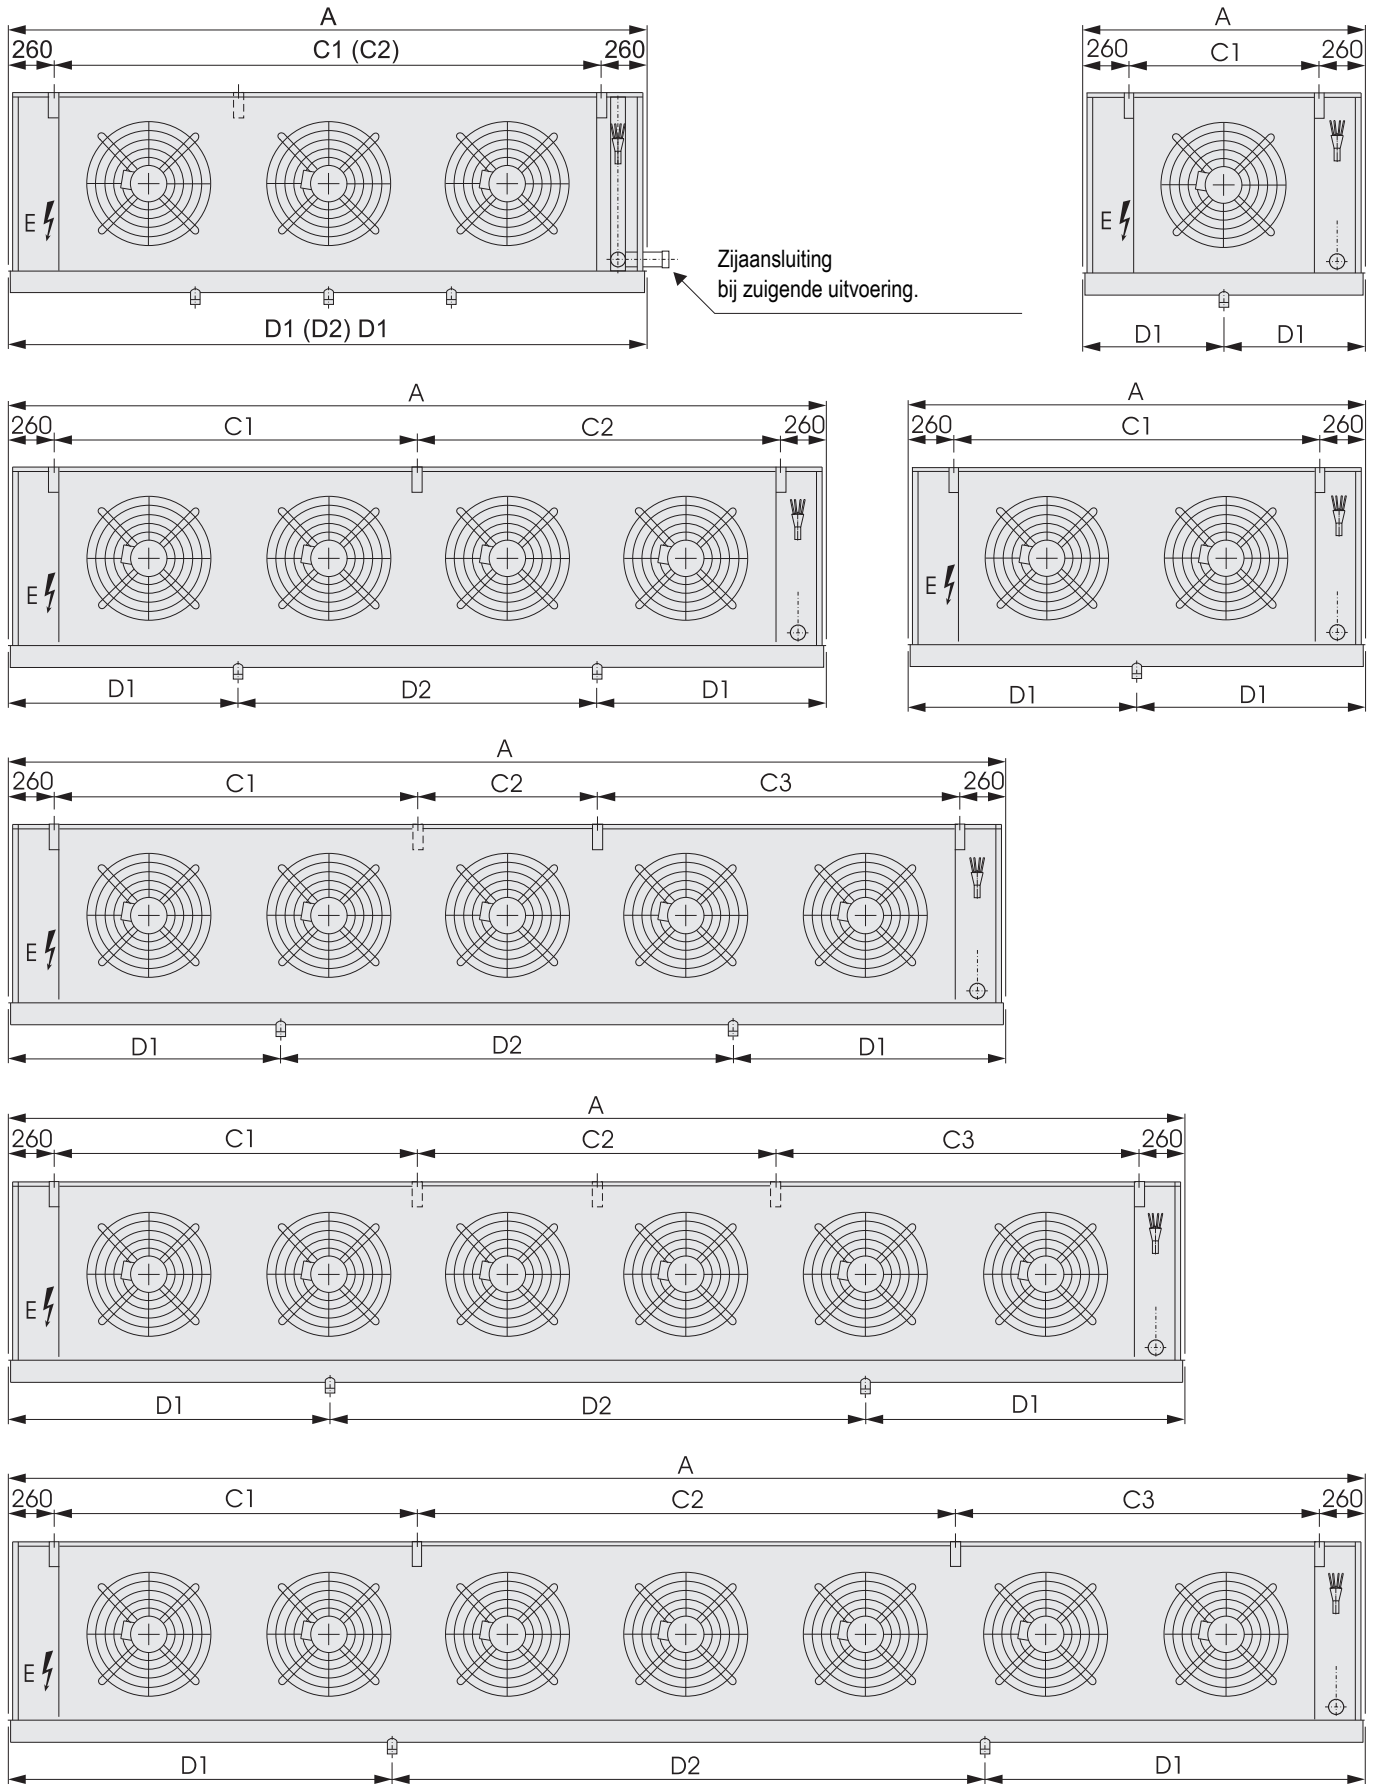 A
260 C1 (C2) 260
E
Zijaansluiting
bij zuigende uitvoering.
D1 (D2) D1
A
260 C1 260
E
D1 D1
A
260 C1 C2 260
E
D1 D2 D1
A
260 C1 260
E
D1 D1
A
260 C1 C2 C3 260
E
D1 D2 D1
A
260 C1 C2 C3 260
E
D1 D2 D1
A
260 C1 C2 C3 260
E
D1 D2 D1